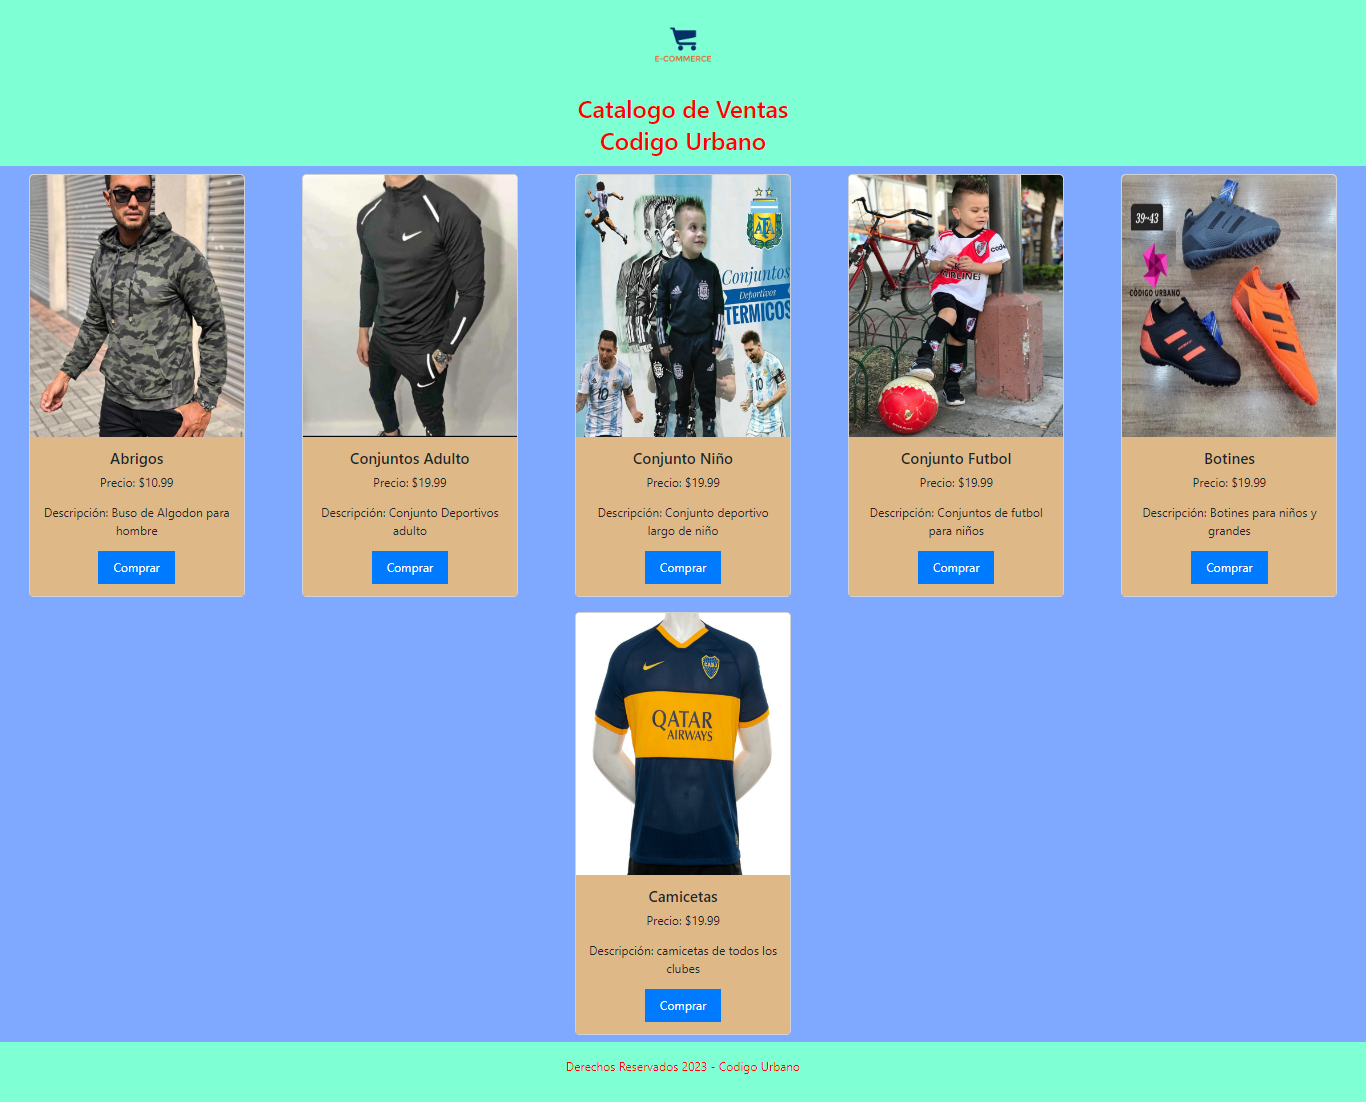 E-COMMERCE
Catalogo de Ventas
Codigo Urbano
Abrigos
Precio: $10.99
Descripción: Buso de Algodon para
hombre
Comprar
Conjuntos Adulto
Precio: $19.99
Descripción: Conjunto Deportivos
adulto
Comprar
AFA
Conjuntos
Deportivos
TERMICOS
10
10
Conjunto Niño
Precio: $19.99
Descripción: Conjunto deportivo
largo de niño
Comprar
AIRLINES
Conjunto Futbol
Precio: $19.99
Descripción: Conjuntos de futbol
para niños
Comprar
39-43
CÓDIGO URBANO
Botines
Precio: $19.99
Descripción: Botines para niños y
grandes
Comprar
CABJ
QATAR
AIRWAYS
Camicetas
Precio: $19.99
Descripción: camicetas de todos los
clubes
Comprar
Derechos Reservados 2023 - Codigo Urbano